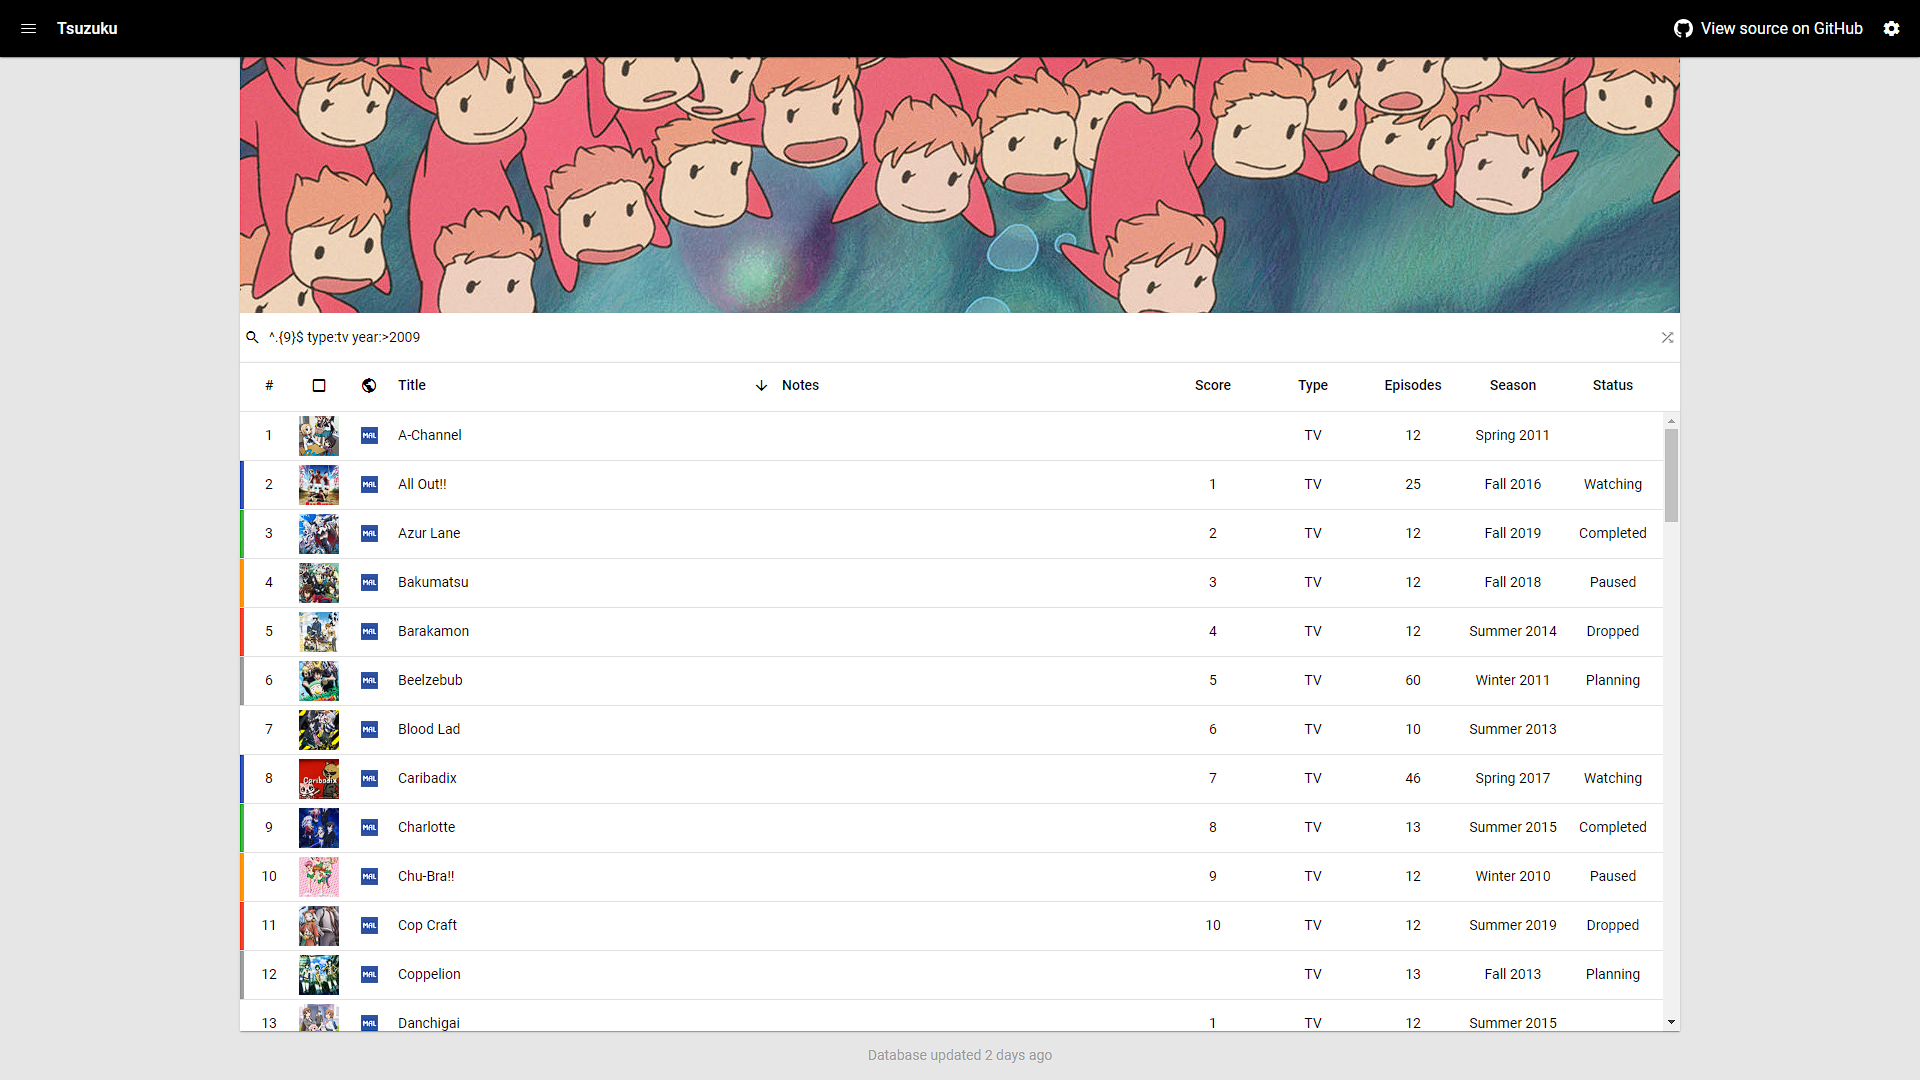 Tsuzuku
View source on GitHub
^.{9}$ type:tv year:>2009
# Title Notes Score Type Episodes Season Status
1 MAL A-Channel TV 12 Spring 2011
2 MAL All Out!! 1 TV 25 Fall 2016 Watching
3 MAL Azur Lane 2 TV 12 Fall 2019 Completed
4 MAL Bakumatsu 3 TV 12 Fall 2018 Paused
5 MAL Barakamon 4 TV 12 Summer 2014 Dropped
6 MAL Beelzebub 5 TV 60 Winter 2011 Planning
7 MAL Blood Lad 6 TV 10 Summer 2013
8 Caribadix MAL Caribadix 7 TV 46 Spring 2017 Watching
9 MAL Charlotte 8 TV 13 Summer 2015 Completed
10 MAL Chu-Bra!! 9 TV 12 Winter 2010 Paused
11 MAL Cop Craft 10 TV 12 Summer 2019 Dropped
12 MAL Coppelion TV 13 Fall 2013 Planning
13 MAL Danchigai 1 TV 12 Summer 2015
Database updated 2 days ago